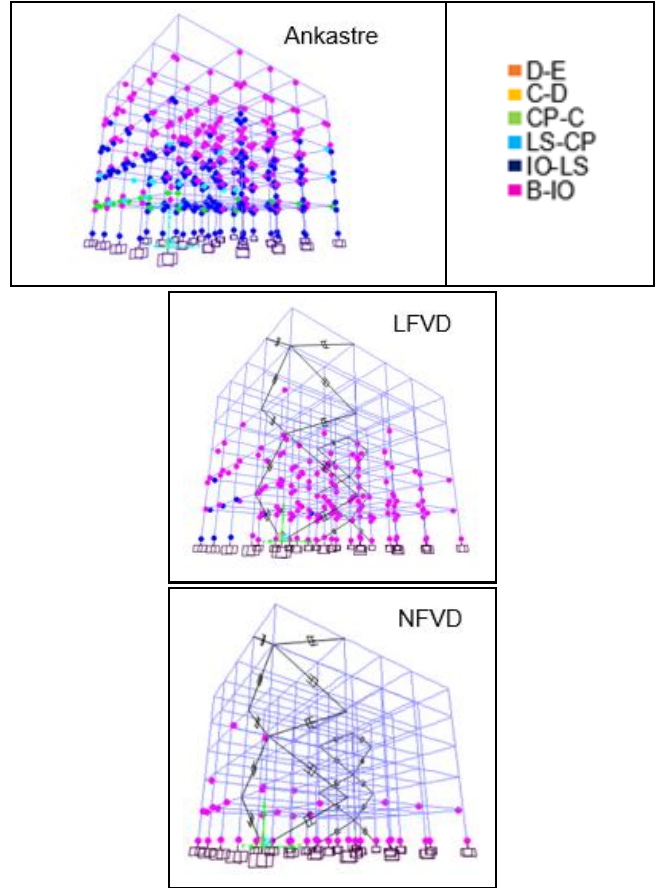 Ankastre
D-E
C-D
CP-C
LS-CP
IO-LS
B-IO
LFVD
NFVD